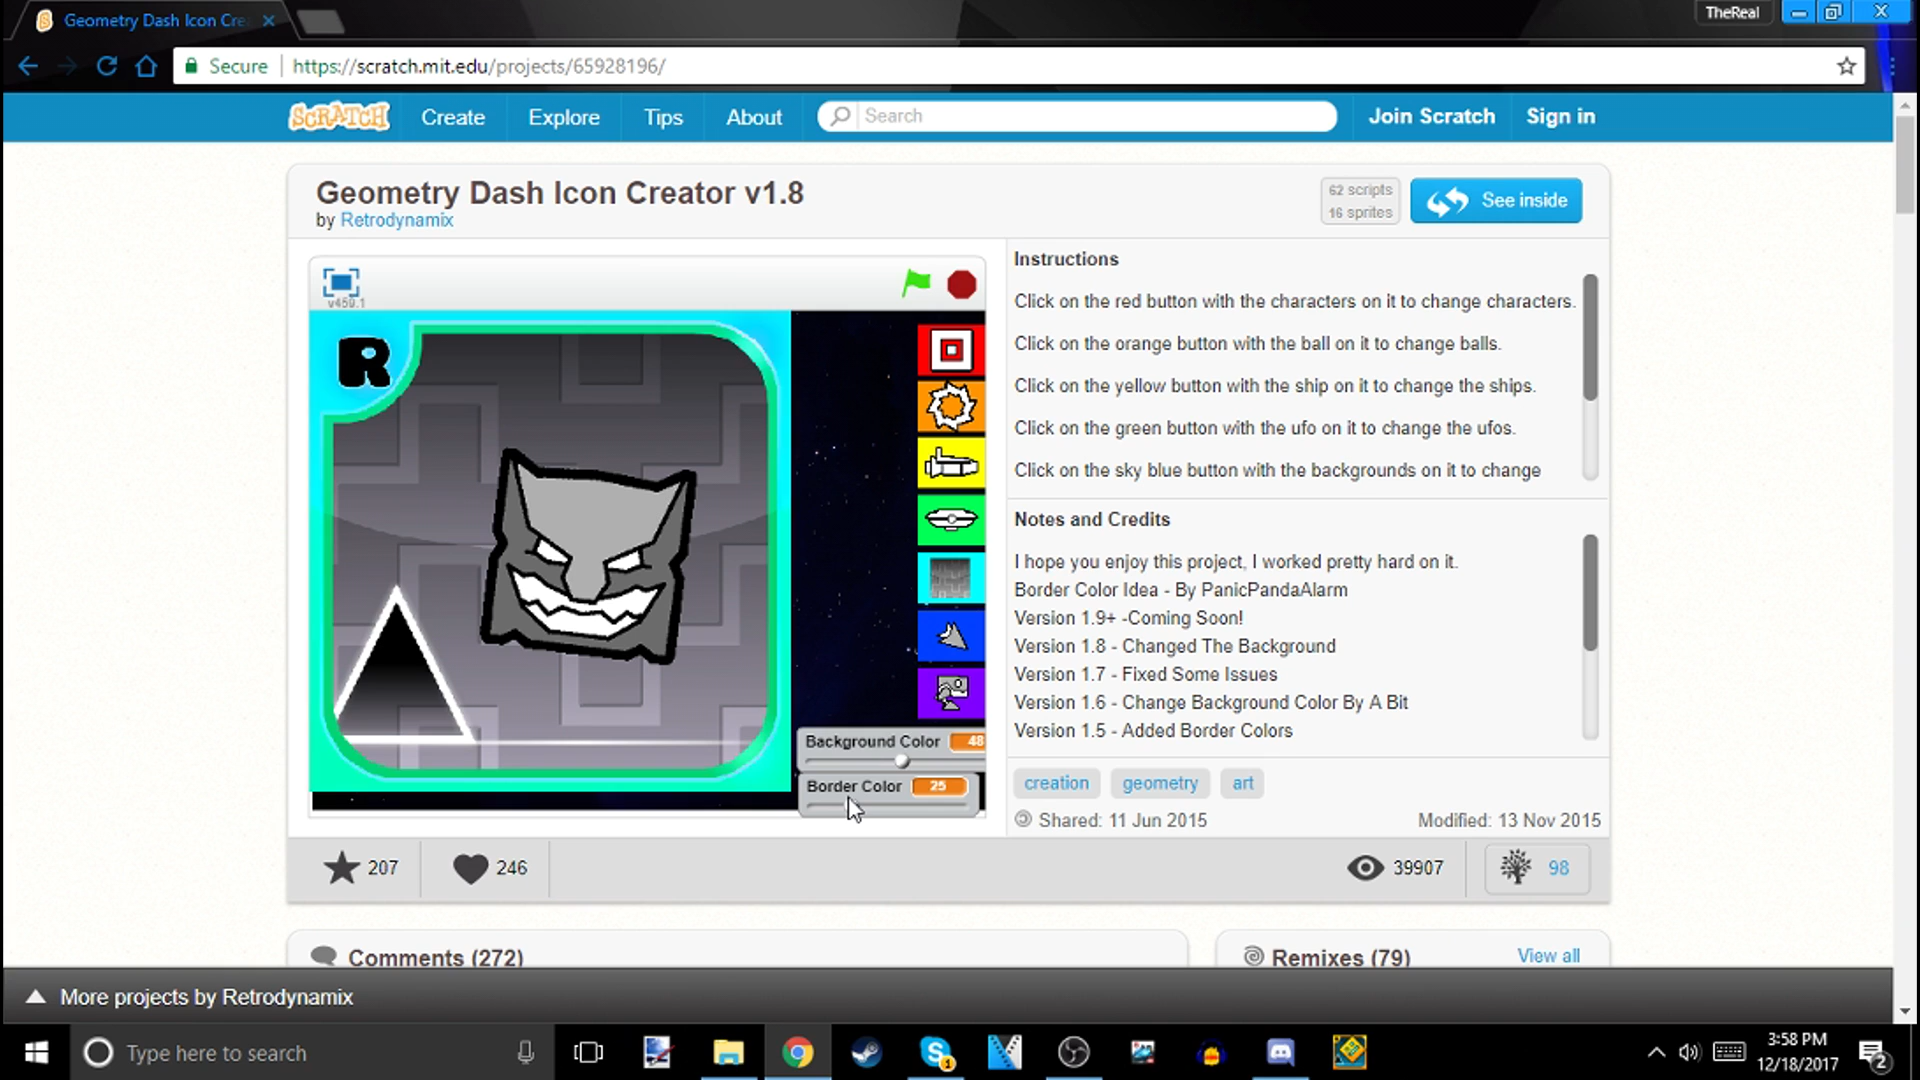 Geometry Dash Icon Cre
TheReal
Secure
https://scratch.mit.edu/projects/65928196/
SCRATCH
Create
Explore
Tips
About
Search
Join Scratch
Sign in
Geometry Dash Icon Creator v1.8
by Retrodynamix
62 scripts
16 sprites
See inside
v459.1
R
Background Color 48
Border Color 25
Instructions
Click on the red button with the characters on it to change characters.
Click on the orange button with the ball on it to change balls.
Click on the yellow button with the ship on it to change the ships.
Click on the green button with the ufo on it to change the ufos.
Click on the sky blue button with the backgrounds on it to change
Notes and Credits
I hope you enjoy this project, I worked pretty hard on it.
Border Color Idea - By PanicPandaAlarm
Version 1.9+ -Coming Soon!
Version 1.8 - Changed The Background
Version 1.7 - Fixed Some Issues
Version 1.6 - Change Background Color By A Bit
Version 1.5 - Added Border Colors
creation
geometry
art
Shared: 11 Jun 2015
Modified: 13 Nov 2015
207
246
39907
98
Comments (272)
Remixes (79)
View all
More projects by Retrodynamix
Type here to search
1
3:58 PM
12/18/2017
2